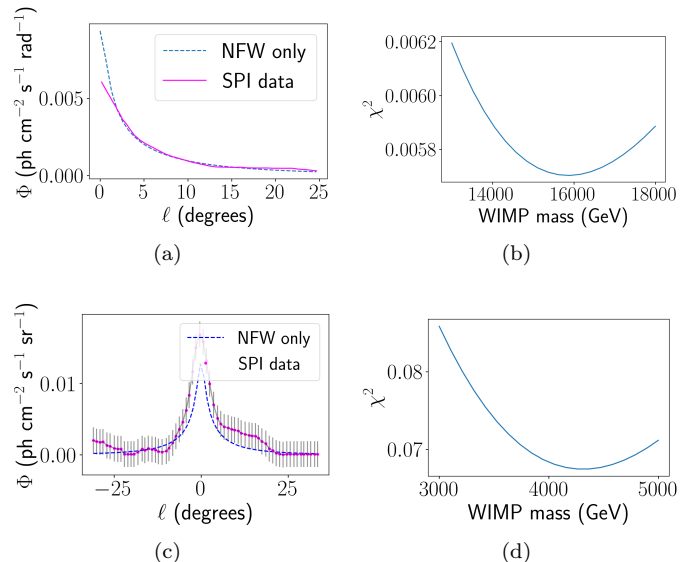 Φ (ph cm⁻² s⁻¹ rad⁻¹)
0.005
0.000
NFW only
SPI data
0 5 10 15 20 25
ℓ (degrees)
(a)
χ²
0.0062
0.0060
0.0058
14000 16000 18000
WIMP mass (GeV)
(b)
Φ (ph cm⁻² s⁻¹ sr⁻¹)
0.01
0.00
NFW only
SPI data
−25 0 25
ℓ (degrees)
(c)
χ²
0.08
0.07
3000 4000 5000
WIMP mass (GeV)
(d)